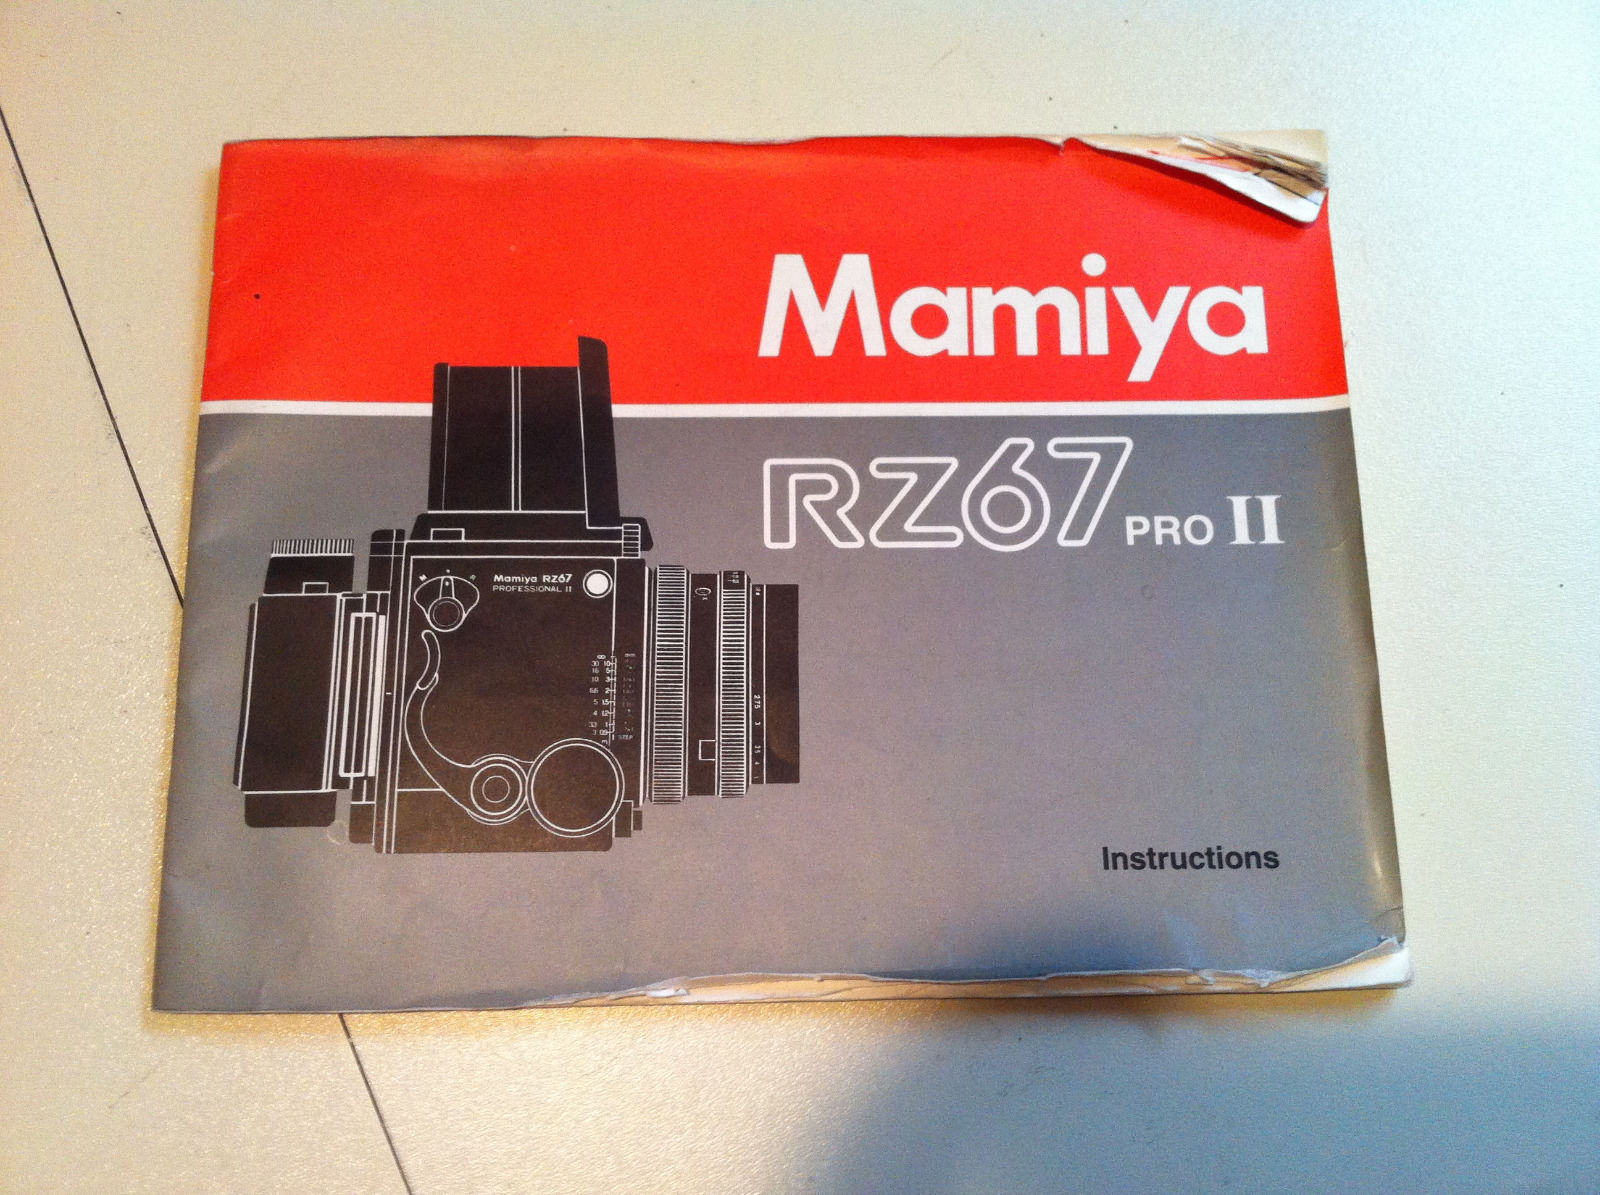 Mamiya
RZ67 PRO II
Mamiya RZ67
PROFESSIONAL II
Instructions